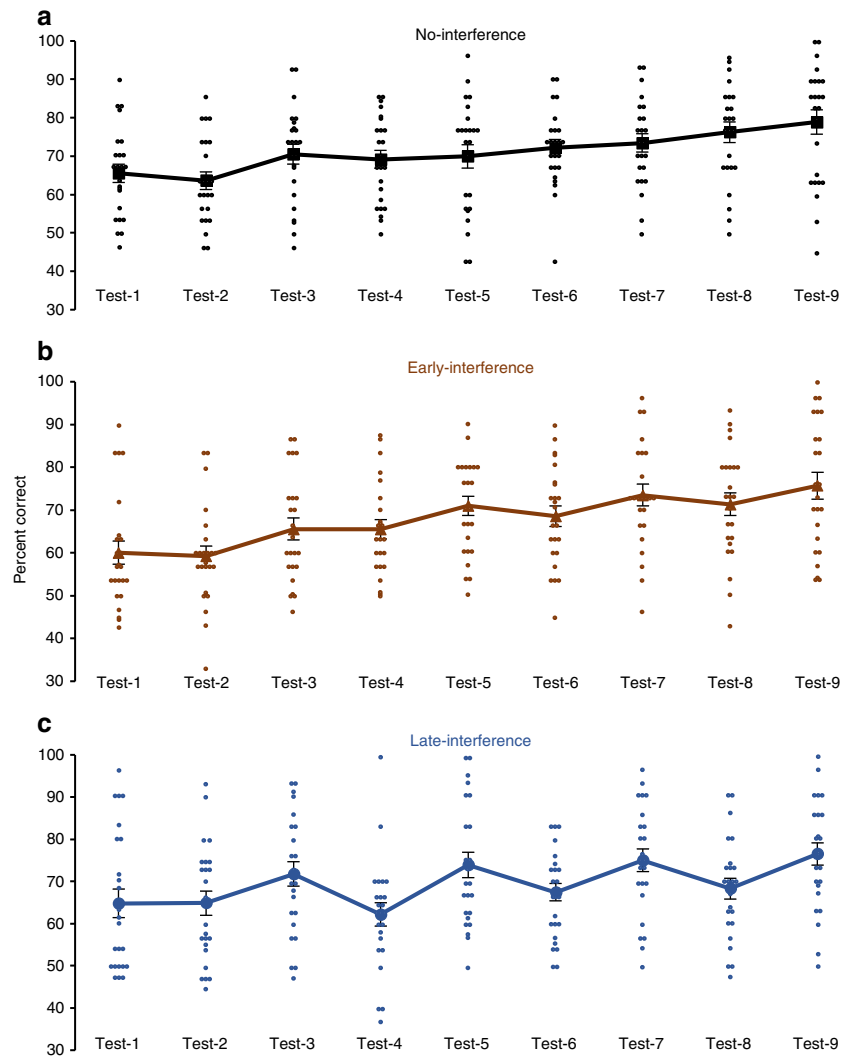 a
No-interference
100
90
80
70
60
50
40
30
Test-1 Test-2 Test-3 Test-4 Test-5 Test-6 Test-7 Test-8 Test-9
b
Early-interference
Percent correct
100
90
80
70
60
50
40
30
Test-1 Test-2 Test-3 Test-4 Test-5 Test-6 Test-7 Test-8 Test-9
c
Late-interference
100
90
80
70
60
50
40
30
Test-1 Test-2 Test-3 Test-4 Test-5 Test-6 Test-7 Test-8 Test-9